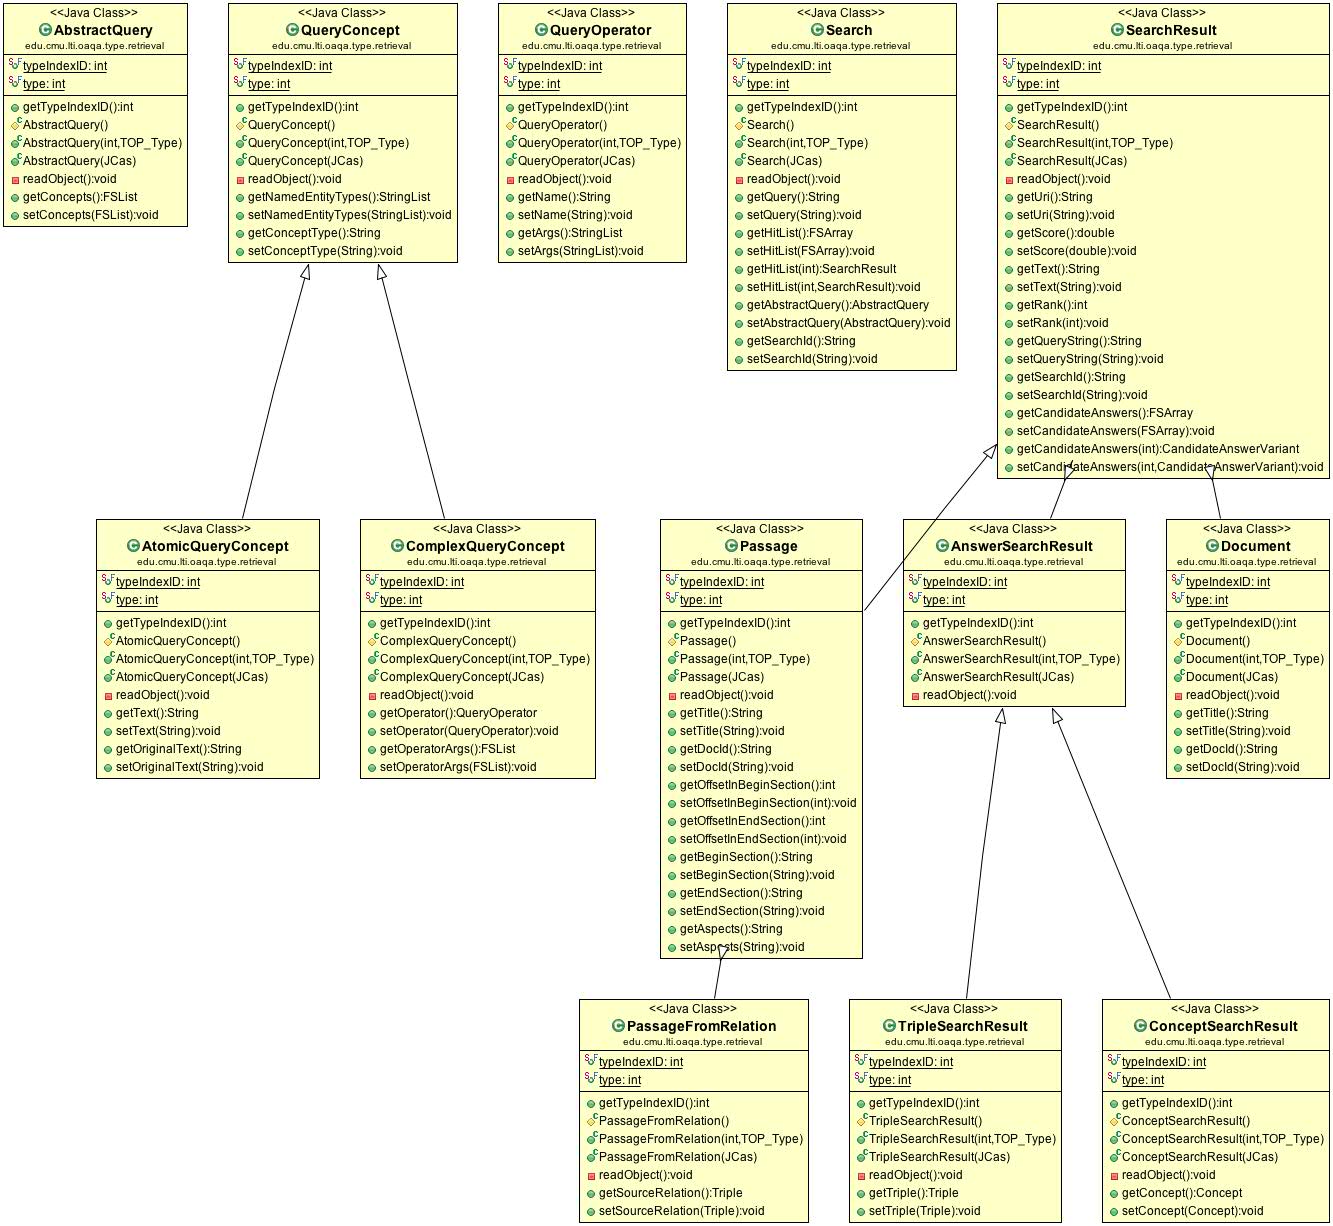 <<Java Class>>
AbstractQuery
edu.cmu.lti.oaqa.type.retrieval
typeIndexID: int
type: int
getTypeIndexID():int
AbstractQuery()
AbstractQuery(int,TOP_Type)
AbstractQuery(JCas)
readObject():void
getConcepts():FSList
setConcepts(FSList):void
<<Java Class>>
QueryConcept
edu.cmu.lti.oaqa.type.retrieval
typeIndexID: int
type: int
getTypeIndexID():int
QueryConcept()
QueryConcept(int,TOP_Type)
QueryConcept(JCas)
readObject():void
getNamedEntityTypes():StringList
setNamedEntityTypes(StringList):void
getConceptType():String
setConceptType(String):void
<<Java Class>>
QueryOperator
edu.cmu.lti.oaqa.type.retrieval
typeIndexID: int
type: int
getTypeIndexID():int
QueryOperator()
QueryOperator(int,TOP_Type)
QueryOperator(JCas)
readObject():void
getName():String
setName(String):void
getArgs():StringList
setArgs(StringList):void
<<Java Class>>
Search
edu.cmu.lti.oaqa.type.retrieval
typeIndexID: int
type: int
getTypeIndexID():int
Search()
Search(int,TOP_Type)
Search(JCas)
readObject():void
getQuery():String
setQuery(String):void
getHitList():FSArray
setHitList(FSArray):void
getHitList(int):SearchResult
setHitList(int,SearchResult):void
getAbstractQuery():AbstractQuery
setAbstractQuery(AbstractQuery):void
getSearchId():String
setSearchId(String):void
<<Java Class>>
SearchResult
edu.cmu.lti.oaqa.type.retrieval
typeIndexID: int
type: int
getTypeIndexID():int
SearchResult()
SearchResult(int,TOP_Type)
SearchResult(JCas)
readObject():void
getUri():String
setUri(String):void
getScore():double
setScore(double):void
getText():String
setText(String):void
getRank():int
setRank(int):void
getQueryString():String
setQueryString(String):void
getSearchId():String
setSearchId(String):void
getCandidateAnswers():FSArray
setCandidateAnswers(FSArray):void
getCandidateAnswers(int):CandidateAnswerVariant
setCandidateAnswers(int,CandidateAnswerVariant):void
<<Java Class>>
AtomicQueryConcept
edu.cmu.lti.oaqa.type.retrieval
typeIndexID: int
type: int
getTypeIndexID():int
AtomicQueryConcept()
AtomicQueryConcept(int,TOP_Type)
AtomicQueryConcept(JCas)
readObject():void
getText():String
setText(String):void
getOriginalText():String
setOriginalText(String):void
<<Java Class>>
ComplexQueryConcept
edu.cmu.lti.oaqa.type.retrieval
typeIndexID: int
type: int
getTypeIndexID():int
ComplexQueryConcept()
ComplexQueryConcept(int,TOP_Type)
ComplexQueryConcept(JCas)
readObject():void
getOperator():QueryOperator
setOperator(QueryOperator):void
getOperatorArgs():FSList
setOperatorArgs(FSList):void
<<Java Class>>
Passage
edu.cmu.lti.oaqa.type.retrieval
typeIndexID: int
type: int
getTypeIndexID():int
Passage()
Passage(int,TOP_Type)
Passage(JCas)
readObject():void
getTitle():String
setTitle(String):void
getDocId():String
setDocId(String):void
getOffsetInBeginSection():int
setOffsetInBeginSection(int):void
getOffsetInEndSection():int
setOffsetInEndSection(int):void
getBeginSection():String
setBeginSection(String):void
getEndSection():String
setEndSection(String):void
getAspects():String
setAspects(String):void
<<Java Class>>
AnswerSearchResult
edu.cmu.lti.oaqa.type.retrieval
typeIndexID: int
type: int
getTypeIndexID():int
AnswerSearchResult()
AnswerSearchResult(int,TOP_Type)
AnswerSearchResult(JCas)
readObject():void
<<Java Class>>
Document
edu.cmu.lti.oaqa.type.retrieval
typeIndexID: int
type: int
getTypeIndexID():int
Document()
Document(int,TOP_Type)
Document(JCas)
readObject():void
getTitle():String
setTitle(String):void
getDocId():String
setDocId(String):void
<<Java Class>>
PassageFromRelation
edu.cmu.lti.oaqa.type.retrieval
typeIndexID: int
type: int
getTypeIndexID():int
PassageFromRelation()
PassageFromRelation(int,TOP_Type)
PassageFromRelation(JCas)
readObject():void
getSourceRelation():Triple
setSourceRelation(Triple):void
<<Java Class>>
TripleSearchResult
edu.cmu.lti.oaqa.type.retrieval
typeIndexID: int
type: int
getTypeIndexID():int
TripleSearchResult()
TripleSearchResult(int,TOP_Type)
TripleSearchResult(JCas)
readObject():void
getTriple():Triple
setTriple(Triple):void
<<Java Class>>
ConceptSearchResult
edu.cmu.lti.oaqa.type.retrieval
typeIndexID: int
type: int
getTypeIndexID():int
ConceptSearchResult()
ConceptSearchResult(int,TOP_Type)
ConceptSearchResult(JCas)
readObject():void
getConcept():Concept
setConcept(Concept):void